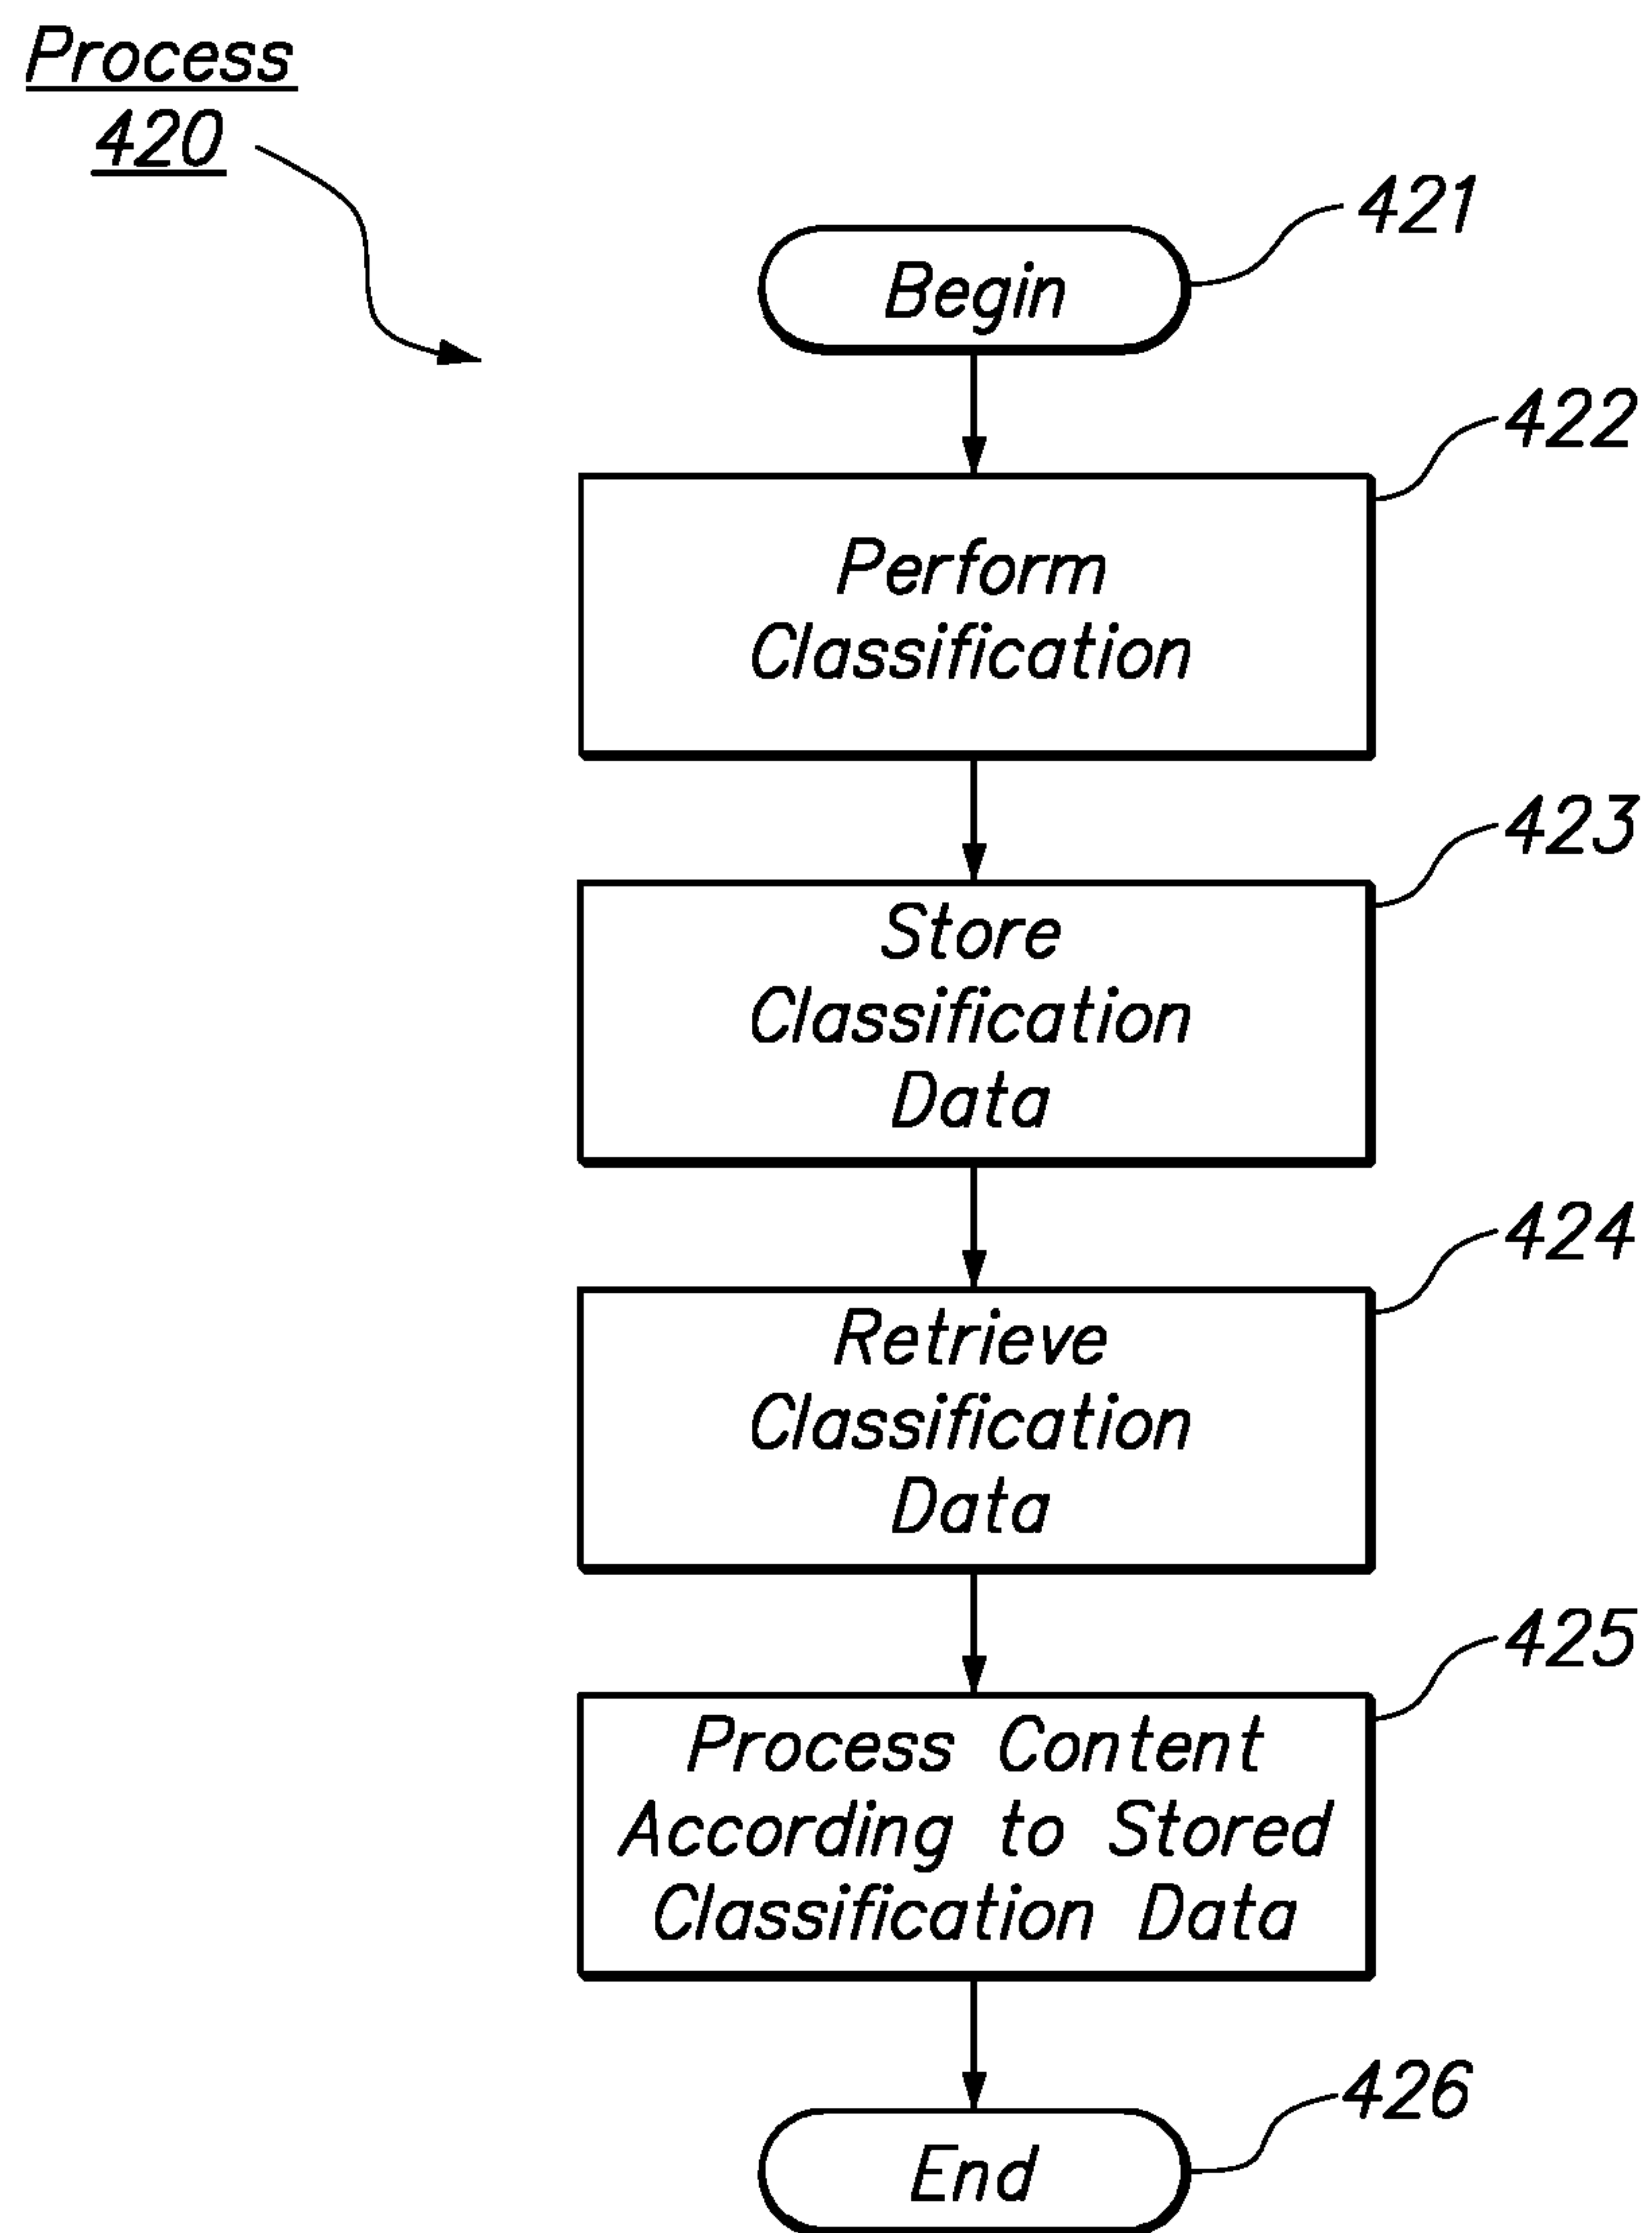 Process
420
421
Begin
422
Perform
Classification
423
Store
Classification
Data
424
Retrieve
Classification
Data
425
Process Content
According to Stored
Classification Data
426
End